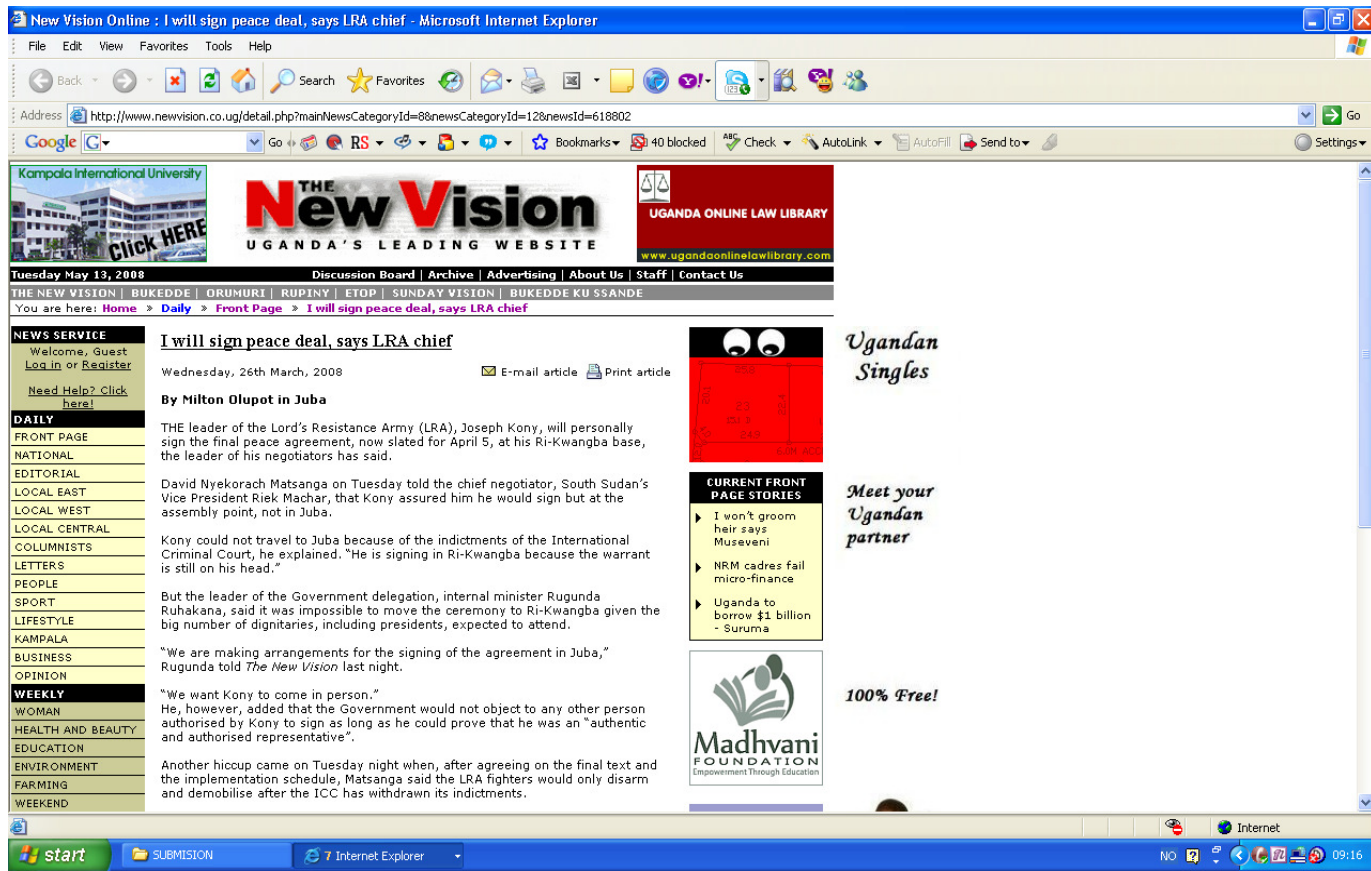 New Vision Online : I will sign peace deal, says LRA chief - Microsoft Internet Explorer
File Edit View Favorites Tools Help
Back Search Favorites
Address http://www.newvision.co.ug/detail.php?mainNewsCategoryId=8&newsCategoryId=12&newsId=618802 Go
Google G Go RS Bookmarks 40 blocked ABC Check AutoLink AutoFill Send to Settings
Kampala International University
Click HERE
THE
New Vision
UGANDA'S LEADING WEBSITE
UGANDA ONLINE LAW LIBRARY
www.ugandaonlinelawlibrary.com
Tuesday May 13, 2008 Discussion Board | Archive | Advertising | About Us | Staff | Contact Us
THE NEW VISION | BUKEDDE | ORUMURI | RUPINY | ETOP | SUNDAY VISION | BUKEDDE KU SSANDE
You are here: Home » Daily » Front Page » I will sign peace deal, says LRA chief
NEWS SERVICE
Welcome, Guest
Log in or Register
Need Help? Click
here!
DAILY
FRONT PAGE
NATIONAL
EDITORIAL
LOCAL EAST
LOCAL WEST
LOCAL CENTRAL
COLUMNISTS
LETTERS
PEOPLE
SPORT
LIFESTYLE
KAMPALA
BUSINESS
OPINION
WEEKLY
WOMAN
HEALTH AND BEAUTY
EDUCATION
ENVIRONMENT
FARMING
WEEKEND
I will sign peace deal, says LRA chief
Wednesday, 26th March, 2008 E-mail article Print article
By Milton Olupot in Juba
THE leader of the Lord's Resistance Army (LRA), Joseph Kony, will personally
sign the final peace agreement, now slated for April 5, at his Ri-Kwangba base,
the leader of his negotiators has said.
David Nyekorach Matsanga on Tuesday told the chief negotiator, South Sudan's
Vice President Riek Machar, that Kony assured him he would sign but at the
assembly point, not in Juba.
Kony could not travel to Juba because of the indictments of the International
Criminal Court, he explained. "He is signing in Ri-Kwangba because the warrant
is still on his head."
But the leader of the Government delegation, internal minister Rugunda
Ruhakana, said it was impossible to move the ceremony to Ri-Kwangba given the
big number of dignitaries, including presidents, expected to attend.
"We are making arrangements for the signing of the agreement in Juba,"
Rugunda told The New Vision last night.
"We want Kony to come in person."
He, however, added that the Government would not object to any other person
authorised by Kony to sign as long as he could prove that he was an "authentic
and authorised representative".
Another hiccup came on Tuesday night when, after agreeing on the final text and
the implementation schedule, Matsanga said the LRA fighters would only disarm
and demobilise after the ICC has withdrawn its indictments.
23
24.9
CURRENT FRONT
PAGE STORIES
I won't groom
heir says
Museveni
NRM cadres fail
micro-finance
Uganda to
borrow $1 billion
- Suruma
Madhvani
FOUNDATION
Empowerment Through Education
Ugandan
Singles
Meet your
Ugandan
partner
100% Free!
Internet
start SUBMISION 7 Internet Explorer NO 09:16